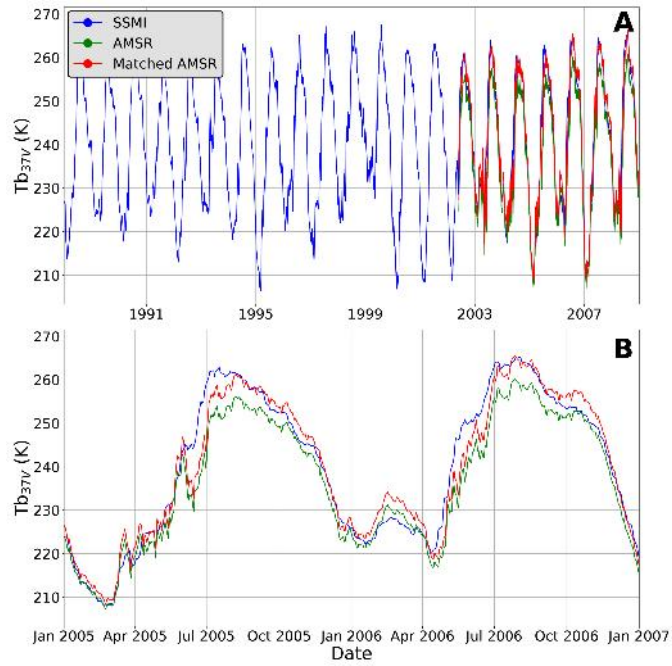 A
SSMI
AMSR
Matched AMSR
270
260
250
240
230
220
210
Tb37V (K)
1991
1995
1999
2003
2007
B
270
260
250
240
230
220
210
Tb37V (K)
Jan 2005
Apr 2005
Jul 2005
Oct 2005
Jan 2006
Apr 2006
Jul 2006
Oct 2006
Jan 2007
Date